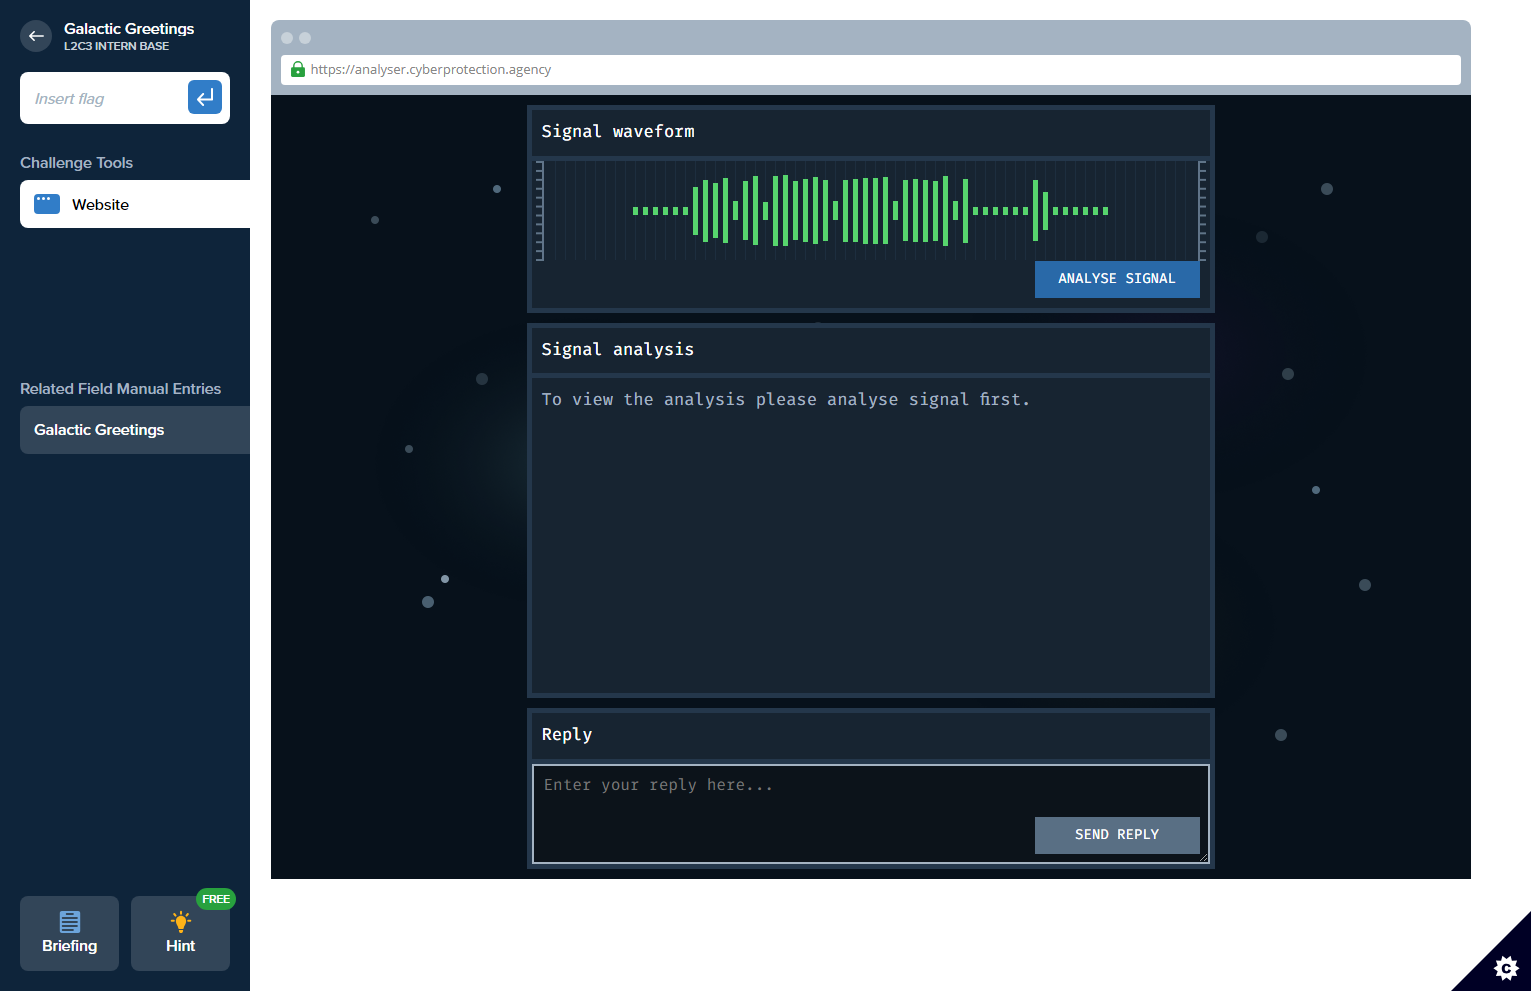 Galactic Greetings
L2C3 INTERN BASE
Insert flag
Challenge Tools
Website
Related Field Manual Entries
Galactic Greetings
Briefing
FREE
Hint
https://analyser.cyberprotection.agency
Signal waveform
ANALYSE SIGNAL
Signal analysis
To view the analysis please analyse signal first.
Reply
Enter your reply here...
SEND REPLY
C